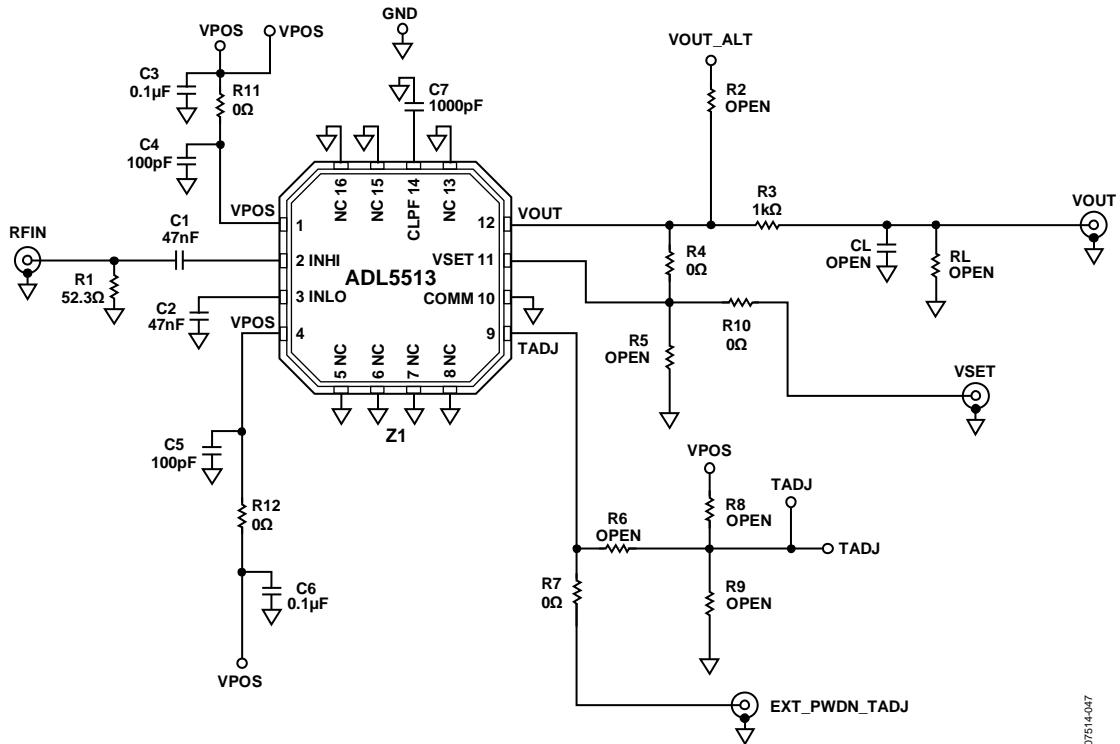 GND
VPOS
VPOS
VOUT_ALT
C3
0.1µF
R11
0Ω
C7
1000pF
R2
OPEN
C4
100pF
NC 16
NC 15
CLPF 14
NC 13
R3
1kΩ
VPOS
1
12
VOUT
VOUT
RFIN
C1
47nF
R1
52.3Ω
2 INHI
VSET 11
R4
0Ω
CL
OPEN
RL
OPEN
ADL5513
C2
47nF
3 INLO
COMM 10
R10
0Ω
VPOS
4
9
TADJ
R5
OPEN
5 NC
6 NC
7 NC
8 NC
VSET
Z1
C5
100pF
VPOS
R12
0Ω
R8
OPEN
TADJ
R6
OPEN
TADJ
C6
0.1µF
R7
0Ω
R9
OPEN
VPOS
EXT_PWDN_TADJ
07514-047